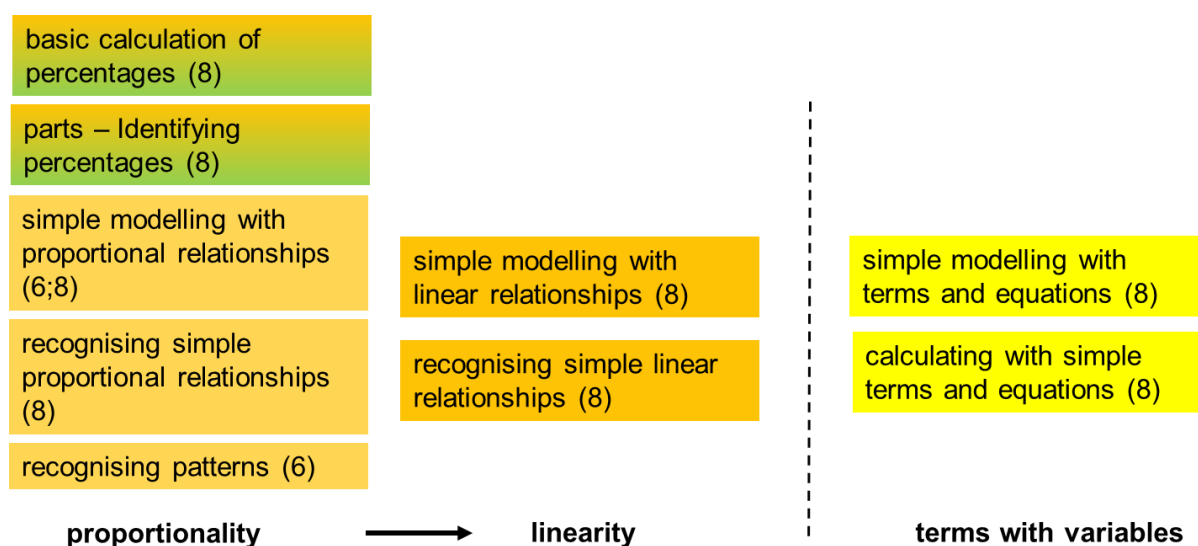 basic calculation of
percentages (8)
parts – Identifying
percentages (8)
simple modelling with
proportional relationships
(6;8)
recognising simple
proportional relationships
(8)
recognising patterns (6)
proportionality
simple modelling with
linear relationships (8)
recognising simple linear
relationships (8)
linearity
simple modelling with
terms and equations (8)
calculating with simple
terms and equations (8)
terms with variables